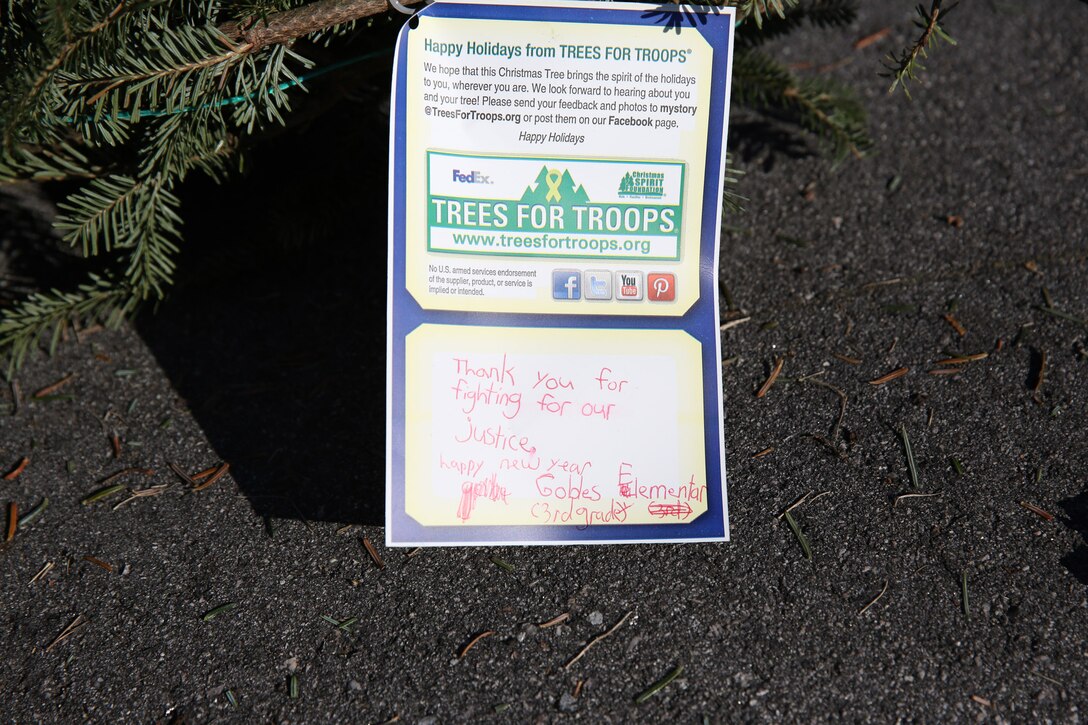 Happy Holidays from TREES FOR TROOPS®
We hope that this Christmas Tree brings the spirit of the holidays
to you, wherever you are. We look forward to hearing about you
and your tree! Please send your feedback and photos to mystory
@TreesForTroops.org or post them on our Facebook page.
Happy Holidays
FedEx.
Christmas
SPIRIT
FOUNDATION
TREES FOR TROOPS
www.treesfortroops.org
No U.S. armed services endorsement
of the supplier, product, or service is
implied or intended.
f
You
Tube
Thank you for
fighting for our
justice,
happy new year
Gobles Elementar
(3rd grade)